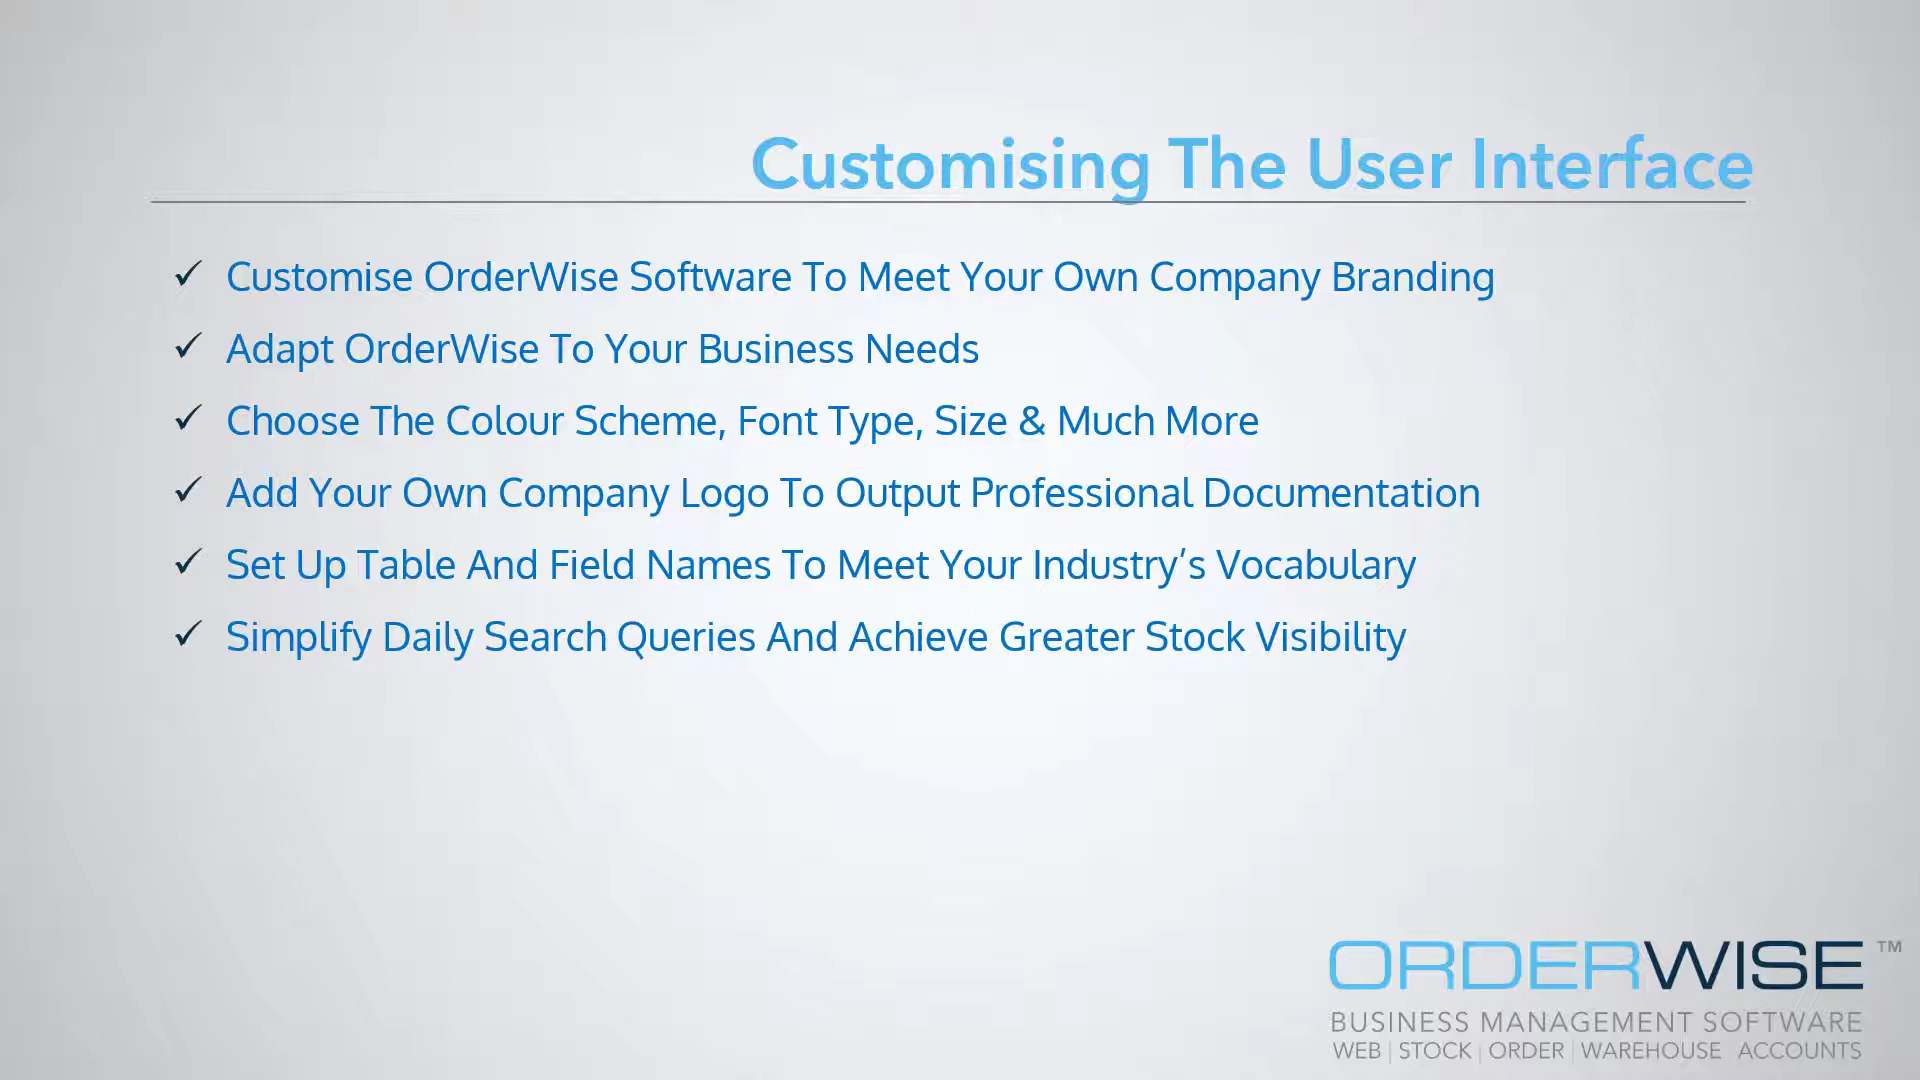 Customising The User Interface
✓ Customise OrderWise Software To Meet Your Own Company Branding
✓ Adapt OrderWise To Your Business Needs
✓ Choose The Colour Scheme, Font Type, Size & Much More
✓ Add Your Own Company Logo To Output Professional Documentation
✓ Set Up Table And Field Names To Meet Your Industry’s Vocabulary
✓ Simplify Daily Search Queries And Achieve Greater Stock Visibility
ORDERWISE ™
BUSINESS MANAGEMENT SOFTWARE
WEB | STOCK | ORDER | WAREHOUSE ACCOUNTS